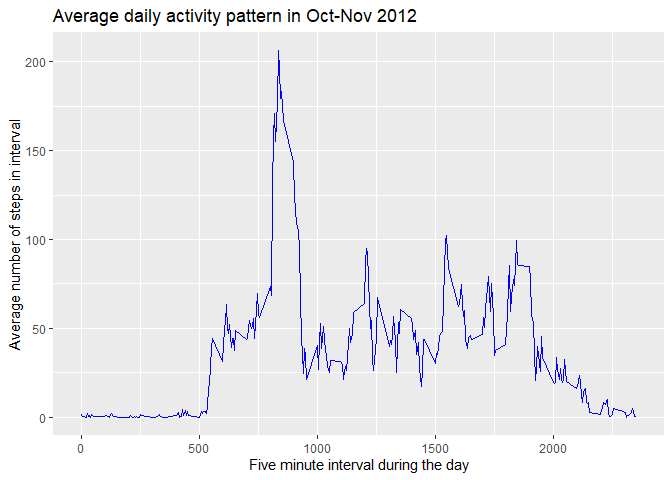 Average daily activity pattern in Oct-Nov 2012
Average number of steps in interval
200
150
100
50
0
0 500 1000 1500 2000
Five minute interval during the day